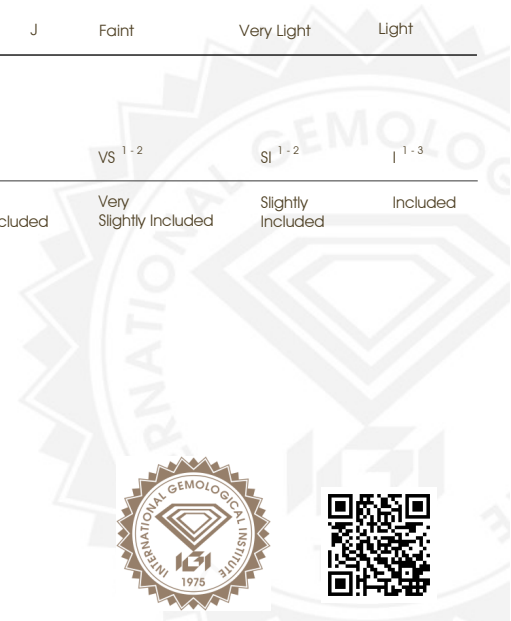 J Faint Very Light Light
VS 1 - 2 SI 1 - 2 I 1 - 3
Very Slightly Included
cluded Slightly Included Included
INTERNATIONAL GEMOLOGICAL INSTITUTE
IGI
1975